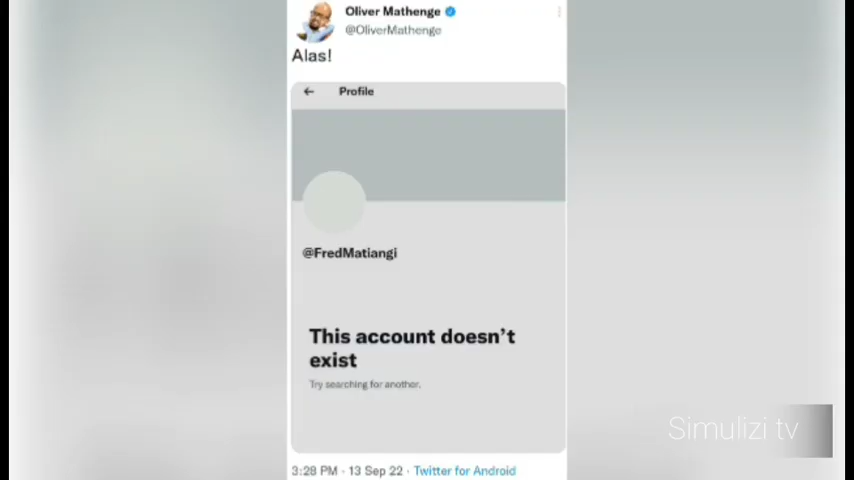 Oliver Mathenge
@OliverMathenge
Alas!
Profile
@FredMatiangi
This account doesn't
exist
Try searching for another.
3:28 PM · 13 Sep 22 · Twitter for Android
Simulizi tv